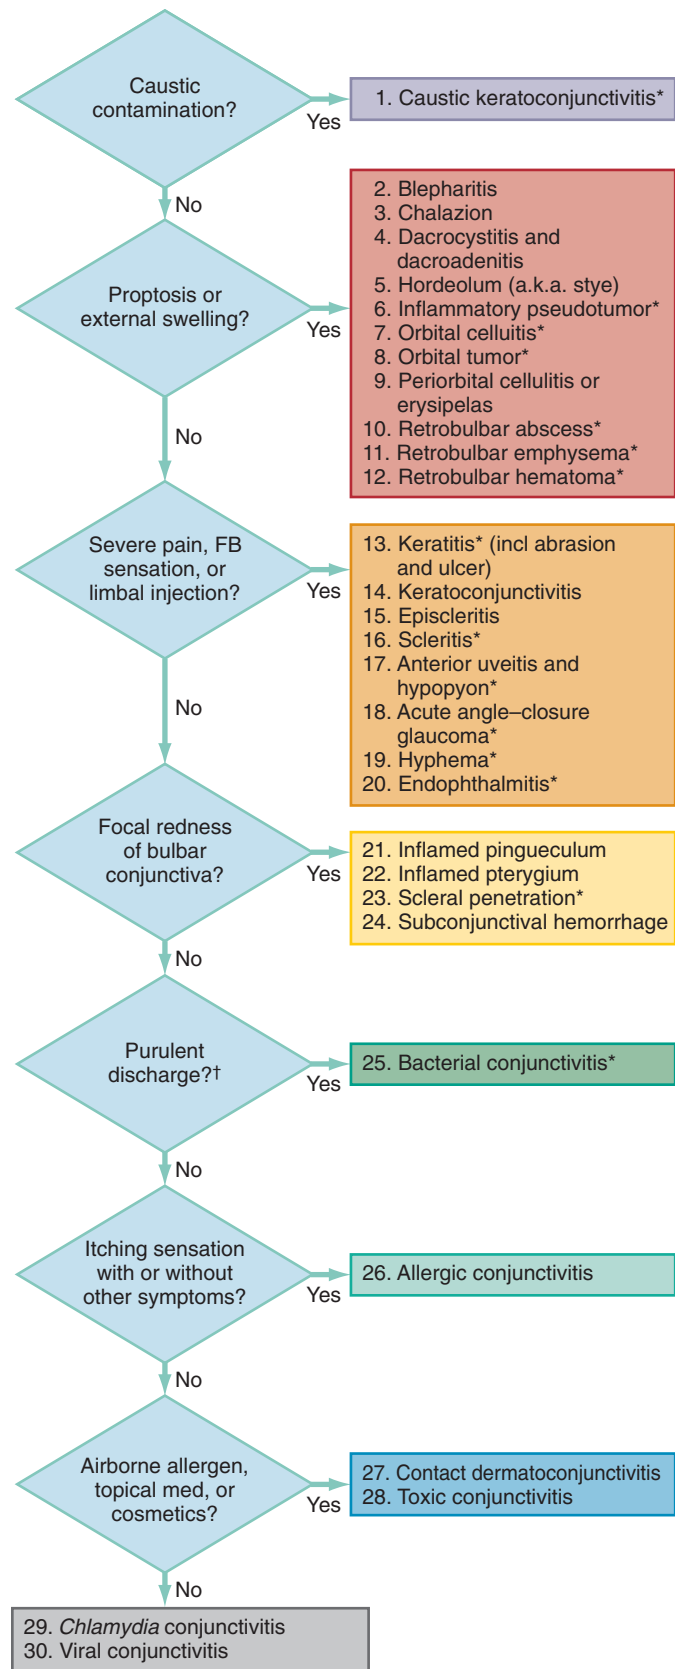 Caustic
contamination?
Yes
1. Caustic keratoconjunctivitis*
No
Proptosis or
external swelling?
Yes
2. Blepharitis
3. Chalazion
4. Dacrocystitis and
dacroadenitis
5. Hordeolum (a.k.a. stye)
6. Inflammatory pseudotumor*
7. Orbital celluitis*
8. Orbital tumor*
9. Periorbital cellulitis or
erysipelas
10. Retrobulbar abscess*
11. Retrobulbar emphysema*
12. Retrobulbar hematoma*
No
Severe pain, FB
sensation, or
limbal injection?
Yes
13. Keratitis* (incl abrasion
and ulcer)
14. Keratoconjunctivitis
15. Episcleritis
16. Scleritis*
17. Anterior uveitis and
hypopyon*
18. Acute angle–closure
glaucoma*
19. Hyphema*
20. Endophthalmitis*
No
Focal redness
of bulbar
conjunctiva?
Yes
21. Inflamed pingueculum
22. Inflamed pterygium
23. Scleral penetration*
24. Subconjunctival hemorrhage
No
Purulent
discharge?†
Yes
25. Bacterial conjunctivitis*
No
Itching sensation
with or without
other symptoms?
Yes
26. Allergic conjunctivitis
No
Airborne allergen,
topical med, or
cosmetics?
Yes
27. Contact dermatoconjunctivitis
28. Toxic conjunctivitis
No
29. Chlamydia conjunctivitis
30. Viral conjunctivitis